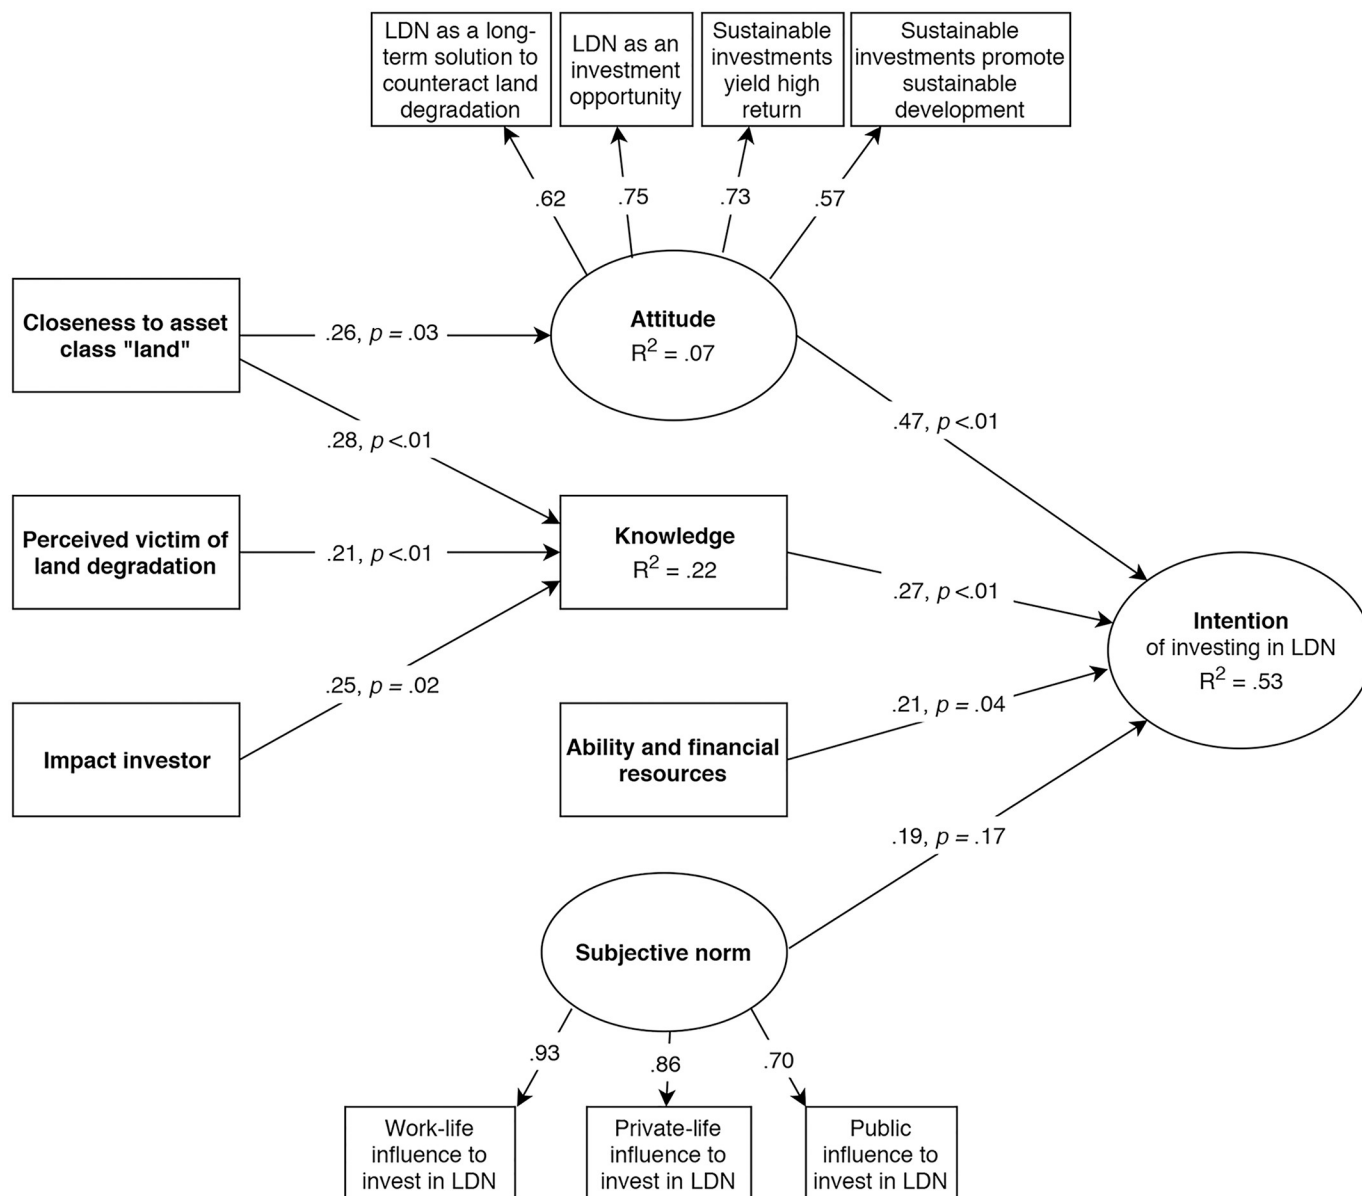 LDN as a long-
term solution to
counteract land
degradation
LDN as an
investment
opportunity
Sustainable
investments
yield high
return
Sustainable
investments promote
sustainable
development
.62
.75
.73
.57
Closeness to asset
class "land"
.26, p = .03
Attitude
R² = .07
.28, p <.01
.47, p <.01
Perceived victim of
land degradation
.21, p <.01
Knowledge
R² = .22
.27, p <.01
Intention
of investing in LDN
R² = .53
.25, p = .02
.21, p = .04
Impact investor
Ability and financial
resources
.19, p = .17
Subjective norm
.93
.86
.70
Work-life
influence to
invest in LDN
Private-life
influence to
invest in LDN
Public
influence to
invest in LDN